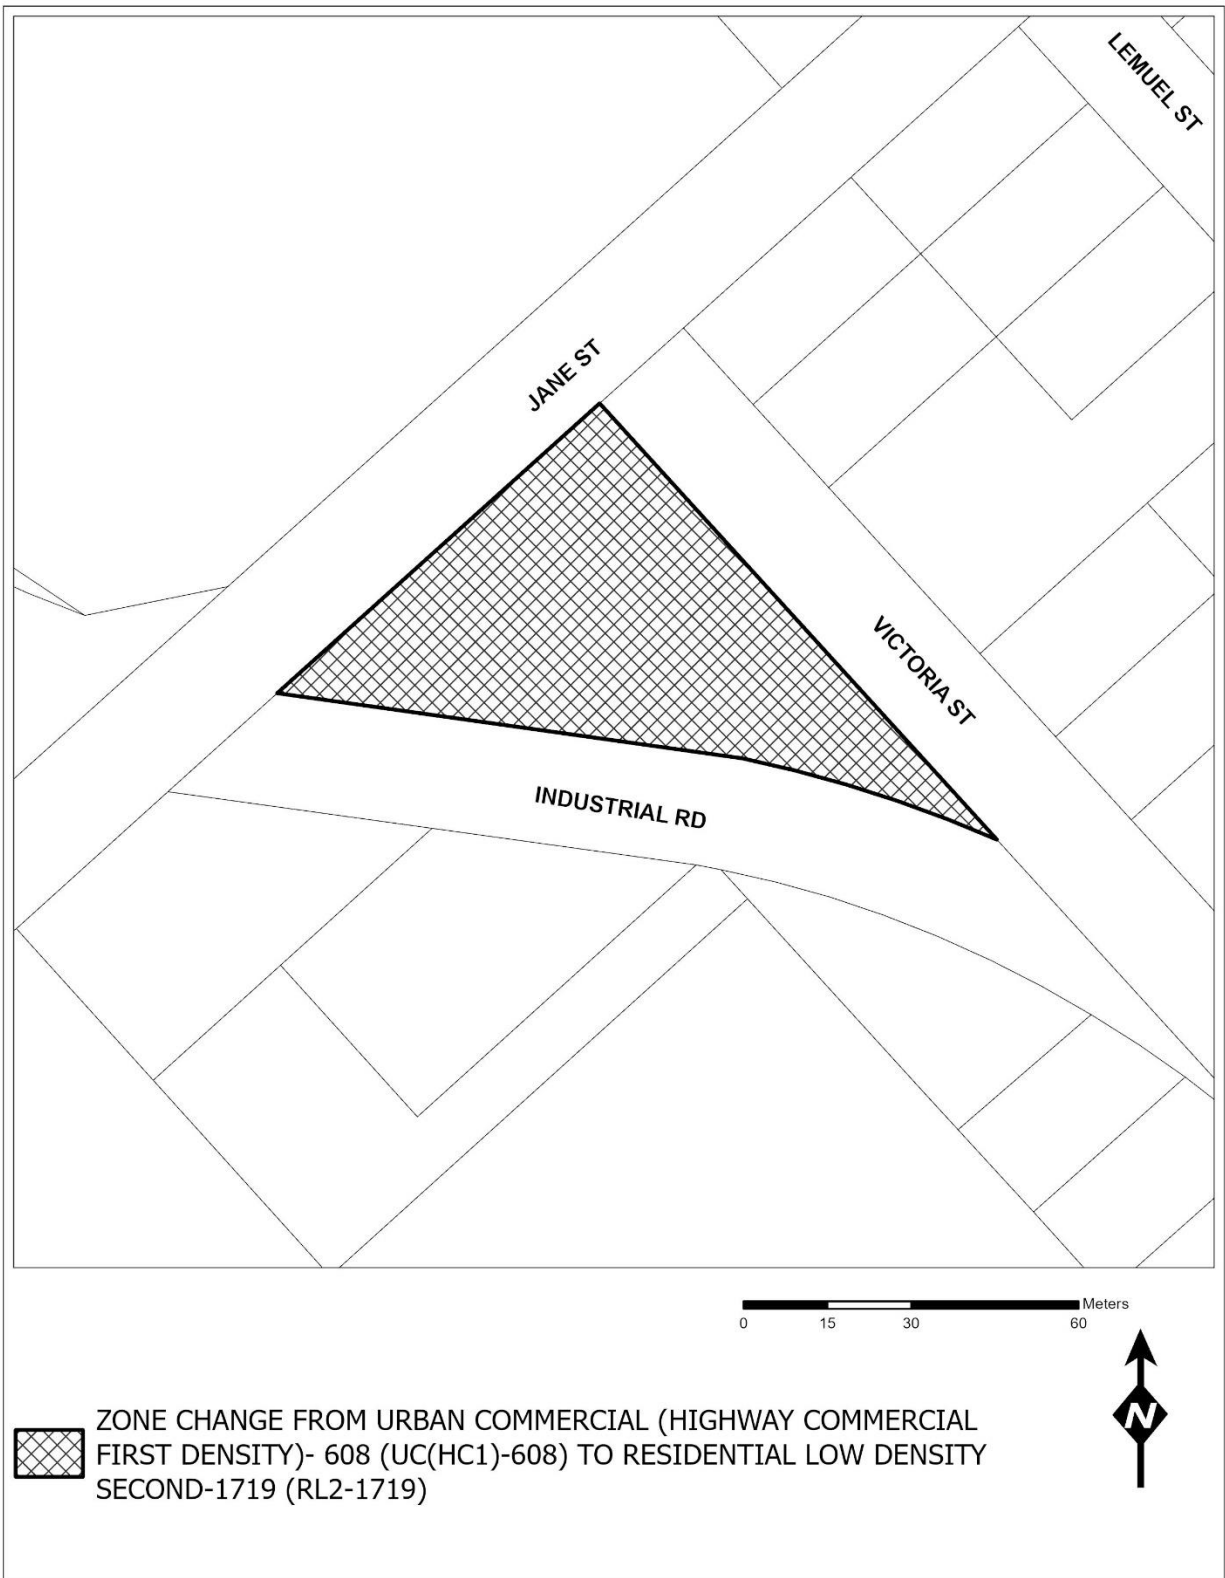 LEMUEL ST
JANE ST
VICTORIA ST
INDUSTRIAL RD
Meters
0 15 30 60
N
ZONE CHANGE FROM URBAN COMMERCIAL (HIGHWAY COMMERCIAL
FIRST DENSITY)- 608 (UC(HC1)-608) TO RESIDENTIAL LOW DENSITY
SECOND-1719 (RL2-1719)